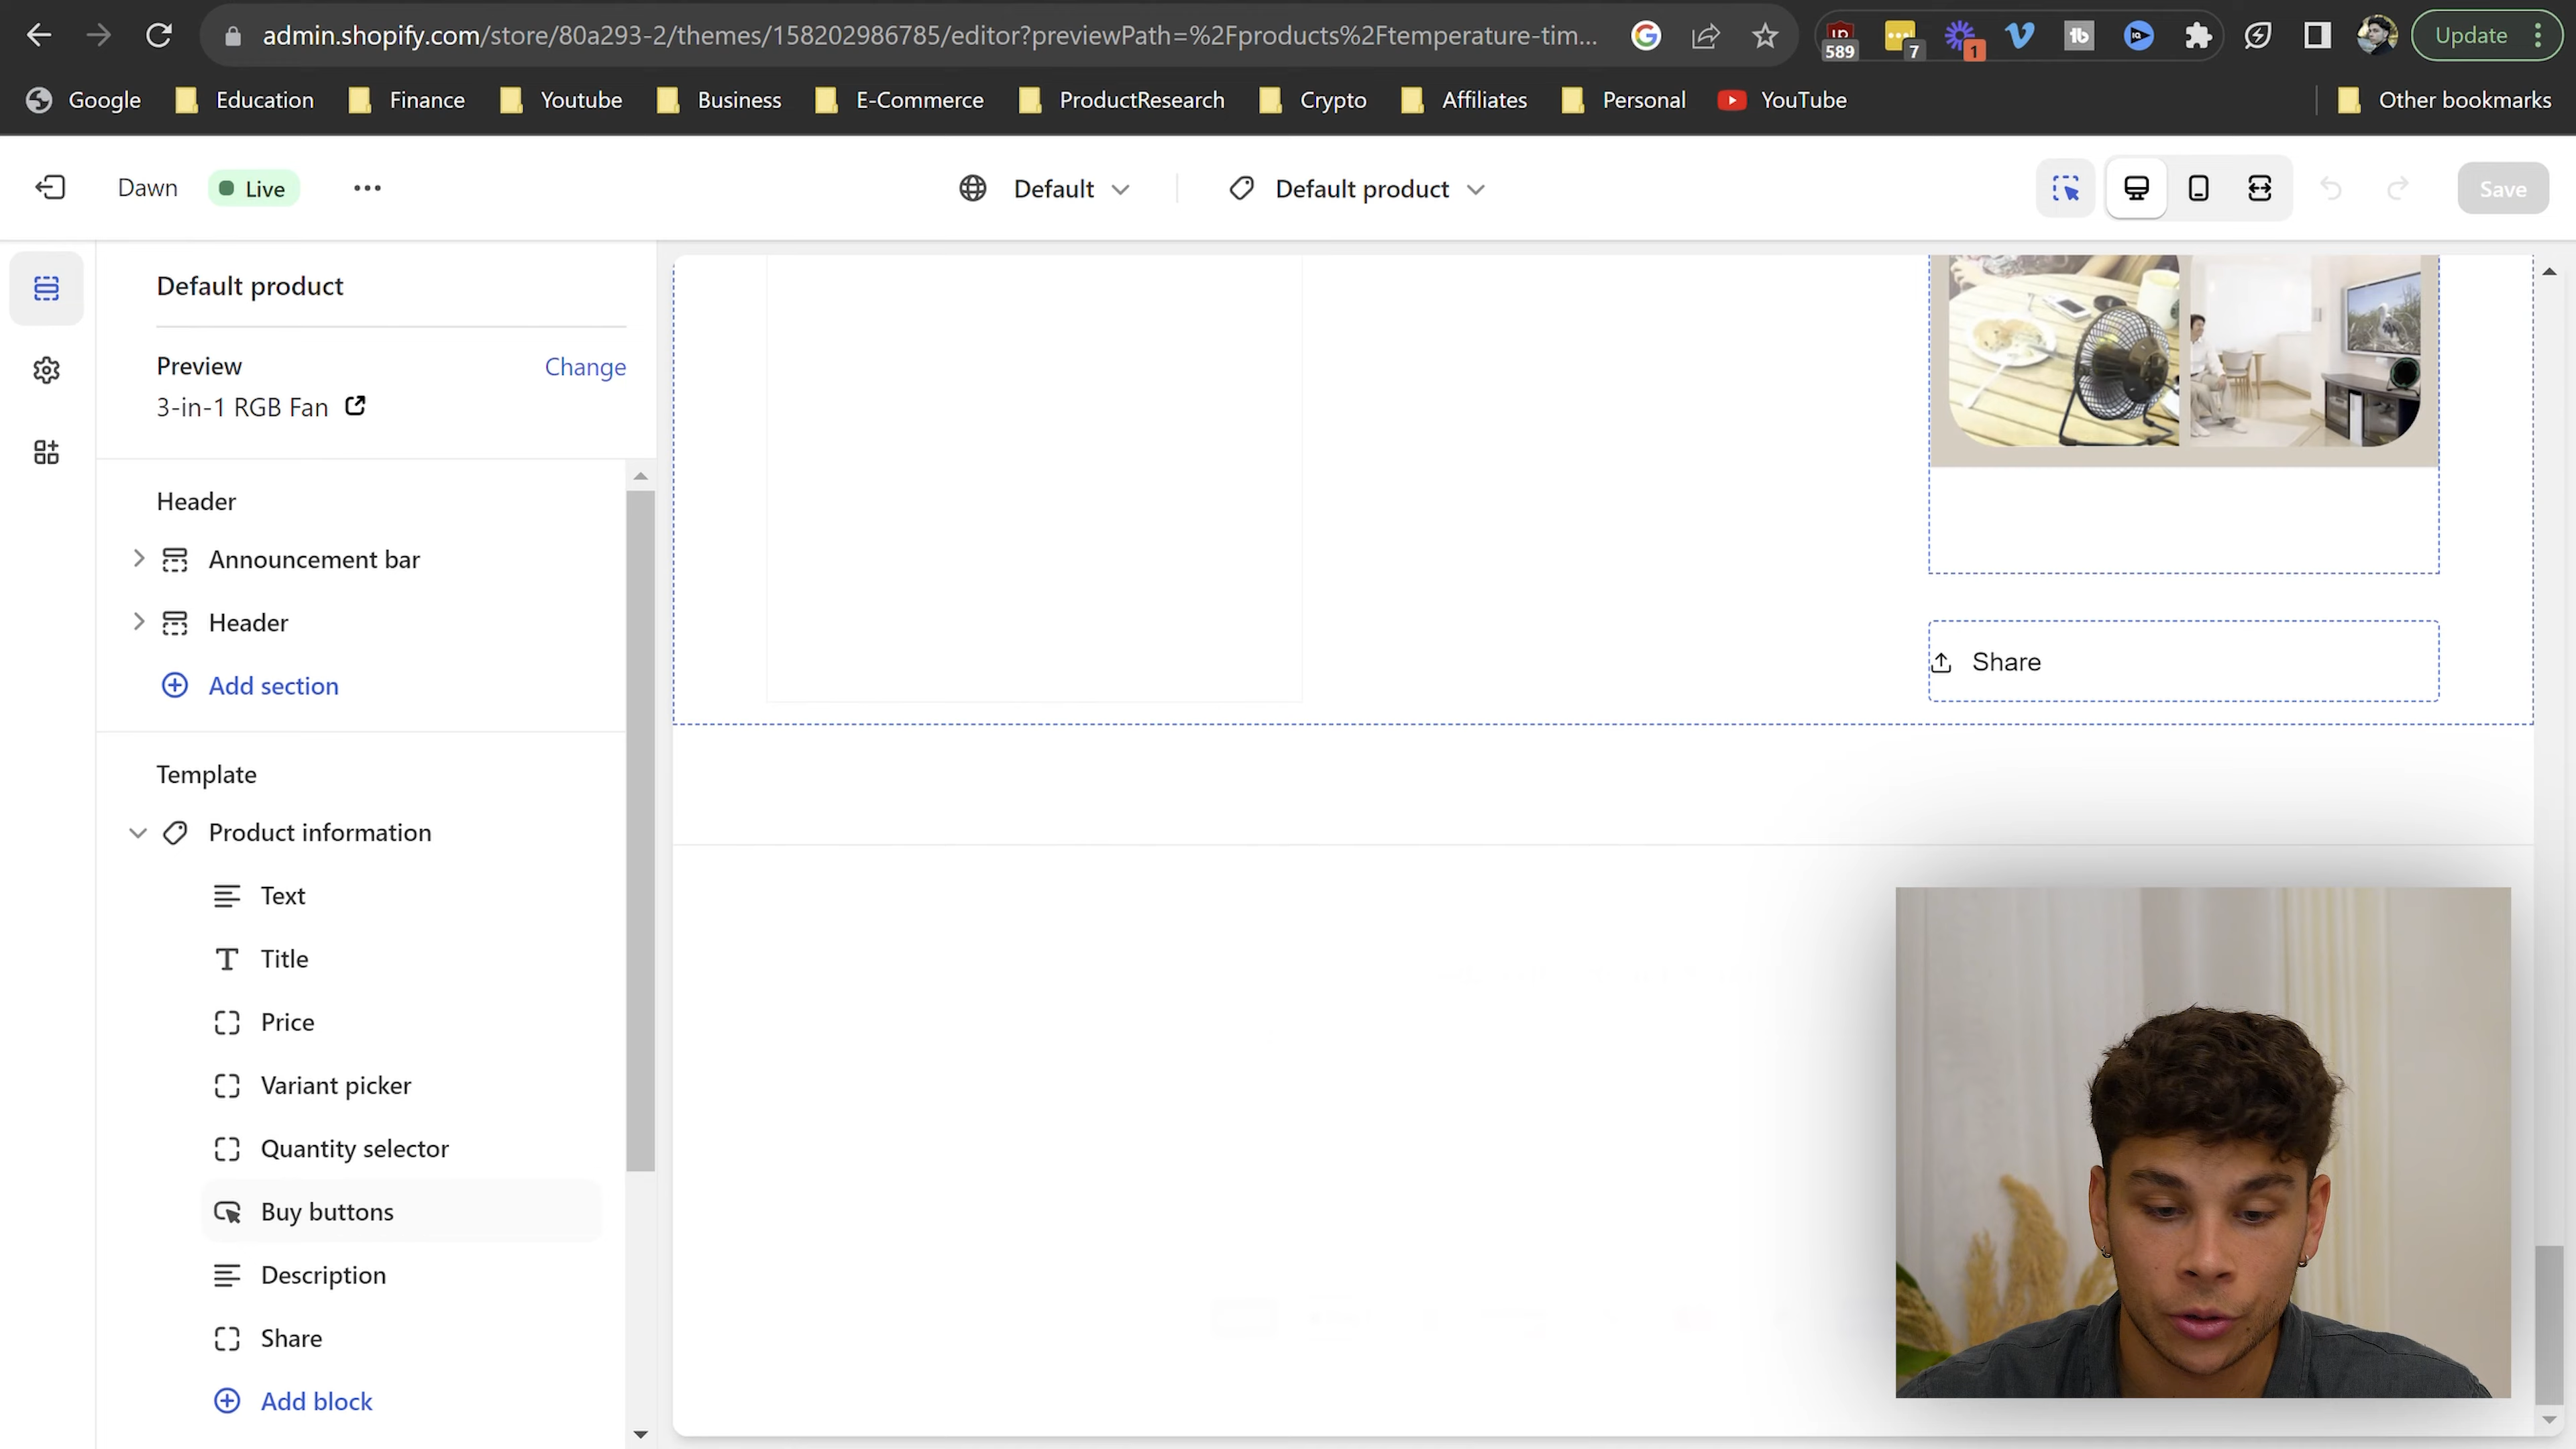 admin.shopify.com/store/80a293-2/themes/158202986785/editor?previewPath=%2Fproducts%2Ftemperature-tim...
589
7
1
Update
Google
Education
Finance
Youtube
Business
E-Commerce
ProductResearch
Crypto
Affiliates
Personal
YouTube
Other bookmarks
Dawn
Live
Default
Default product
Save
Default product
Preview
Change
3-in-1 RGB Fan
Header
Announcement bar
Header
Add section
Template
Product information
Text
Title
Price
Variant picker
Quantity selector
Buy buttons
Description
Share
Add block
Share